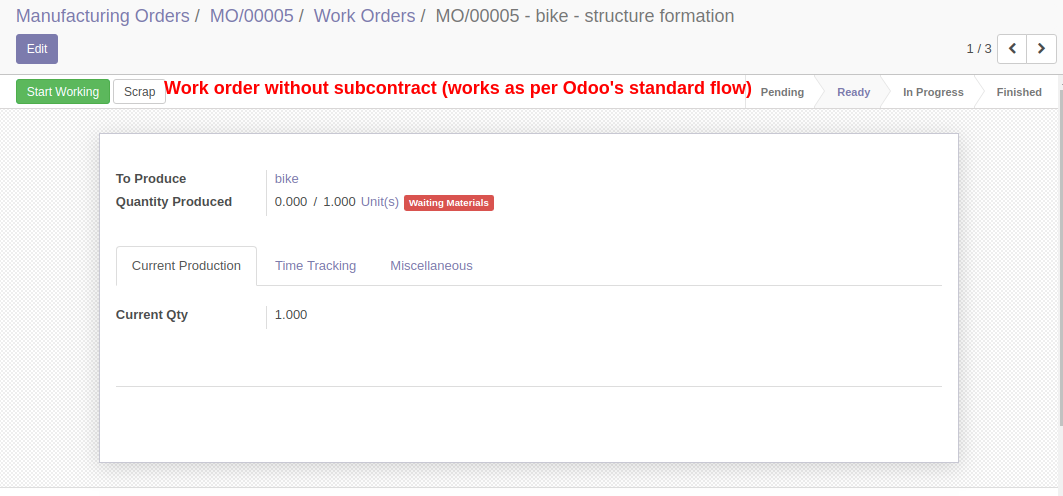 Manufacturing Orders / MO/00005 / Work Orders / MO/00005 - bike - structure formation
Edit
1 / 3
Start Working Scrap Work order without subcontract (works as per Odoo's standard flow) Pending Ready In Progress Finished
To Produce bike
Quantity Produced 0.000 / 1.000 Unit(s) Waiting Materials
Current Production Time Tracking Miscellaneous
Current Qty 1.000